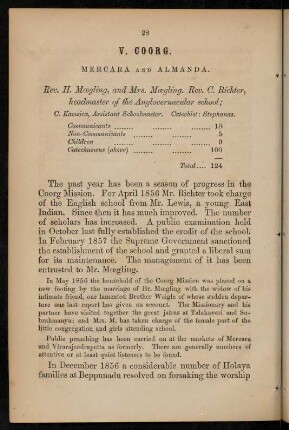 28
V. COORG.
MERCARA AND ALMANDA.
Rev. H. Mœgling, and Mrs. Mœgling. Rev. C. Richter,
headmaster of the Anglovernacular school;
C. Kaveira, Assistant Schoolmaster. Catechist: Stephanas.
Communicants ........ ........ ........ 10
Non-Communicants ........ ........ 5
Children ........ ........ ........ 9
Catechumens (above) ........ ........ 100
Total.... 124
The past year has been a season of progress in the
Coorg Mission. For April 1856 Mr. Richter took charge
of the English school from Mr. Lewis, a young East
Indian. Since then it has much improved. The number
of scholars has increased. A public examination held
in October last fully established the credit of the school.
In February 1857 the Supreme Government sanctioned
the establishment of the school and granted a liberal sum
for its maintenance. The management of it has been
entrusted to Mr. Mœgling.
In May 1856 the household of the Coorg Mission was placed on a
new footing by the marriage of Br. Mœgling with the widow of his
intimate friend, our lamented Brother Weigle of whose sudden depar-
ture our last report has given an account. The Missionary and his
partner have visited together the great jatras at Talakaveri and Su-
brahmanya; and Mrs. M. has taken charge of the female part of the
little congregation and girls attending school.
Public preaching has been carried on at the markets of Mercara
and Virarajendrapetta as formerly. There are generally numbers of
attentive or at least quiet listeners to be found.
In December 1856 a considerable number of Holaya
families at Beppunadu resolved on forsaking the worship